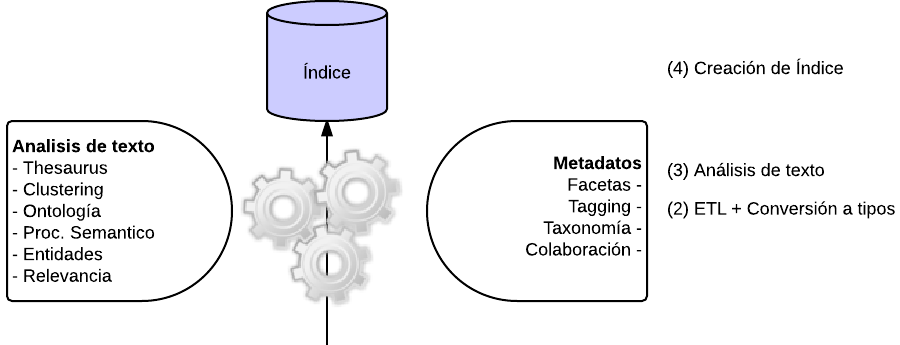 Índice
(4) Creación de Índice
Analisis de texto
- Thesaurus
- Clustering
- Ontología
- Proc. Semantico
- Entidades
- Relevancia
Metadatos
Facetas -
Tagging -
Taxonomía -
Colaboración -
(3) Análisis de texto
(2) ETL + Conversión a tipos